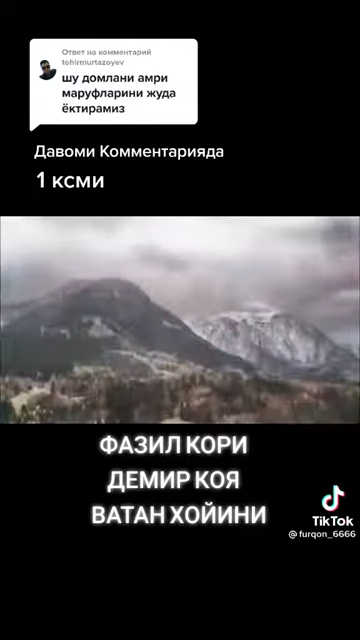 Ответ на комментарий
tohirmurtazoyev
шу домлани амри
маруфларини жуда
ёктирамиз
Давоми Комментарияда
1 ксми
ФАЗИЛ КОРИ
ДЕМИР КОЯ
ВАТАН ХОЙИНИ
TikTok
@furqon_6666